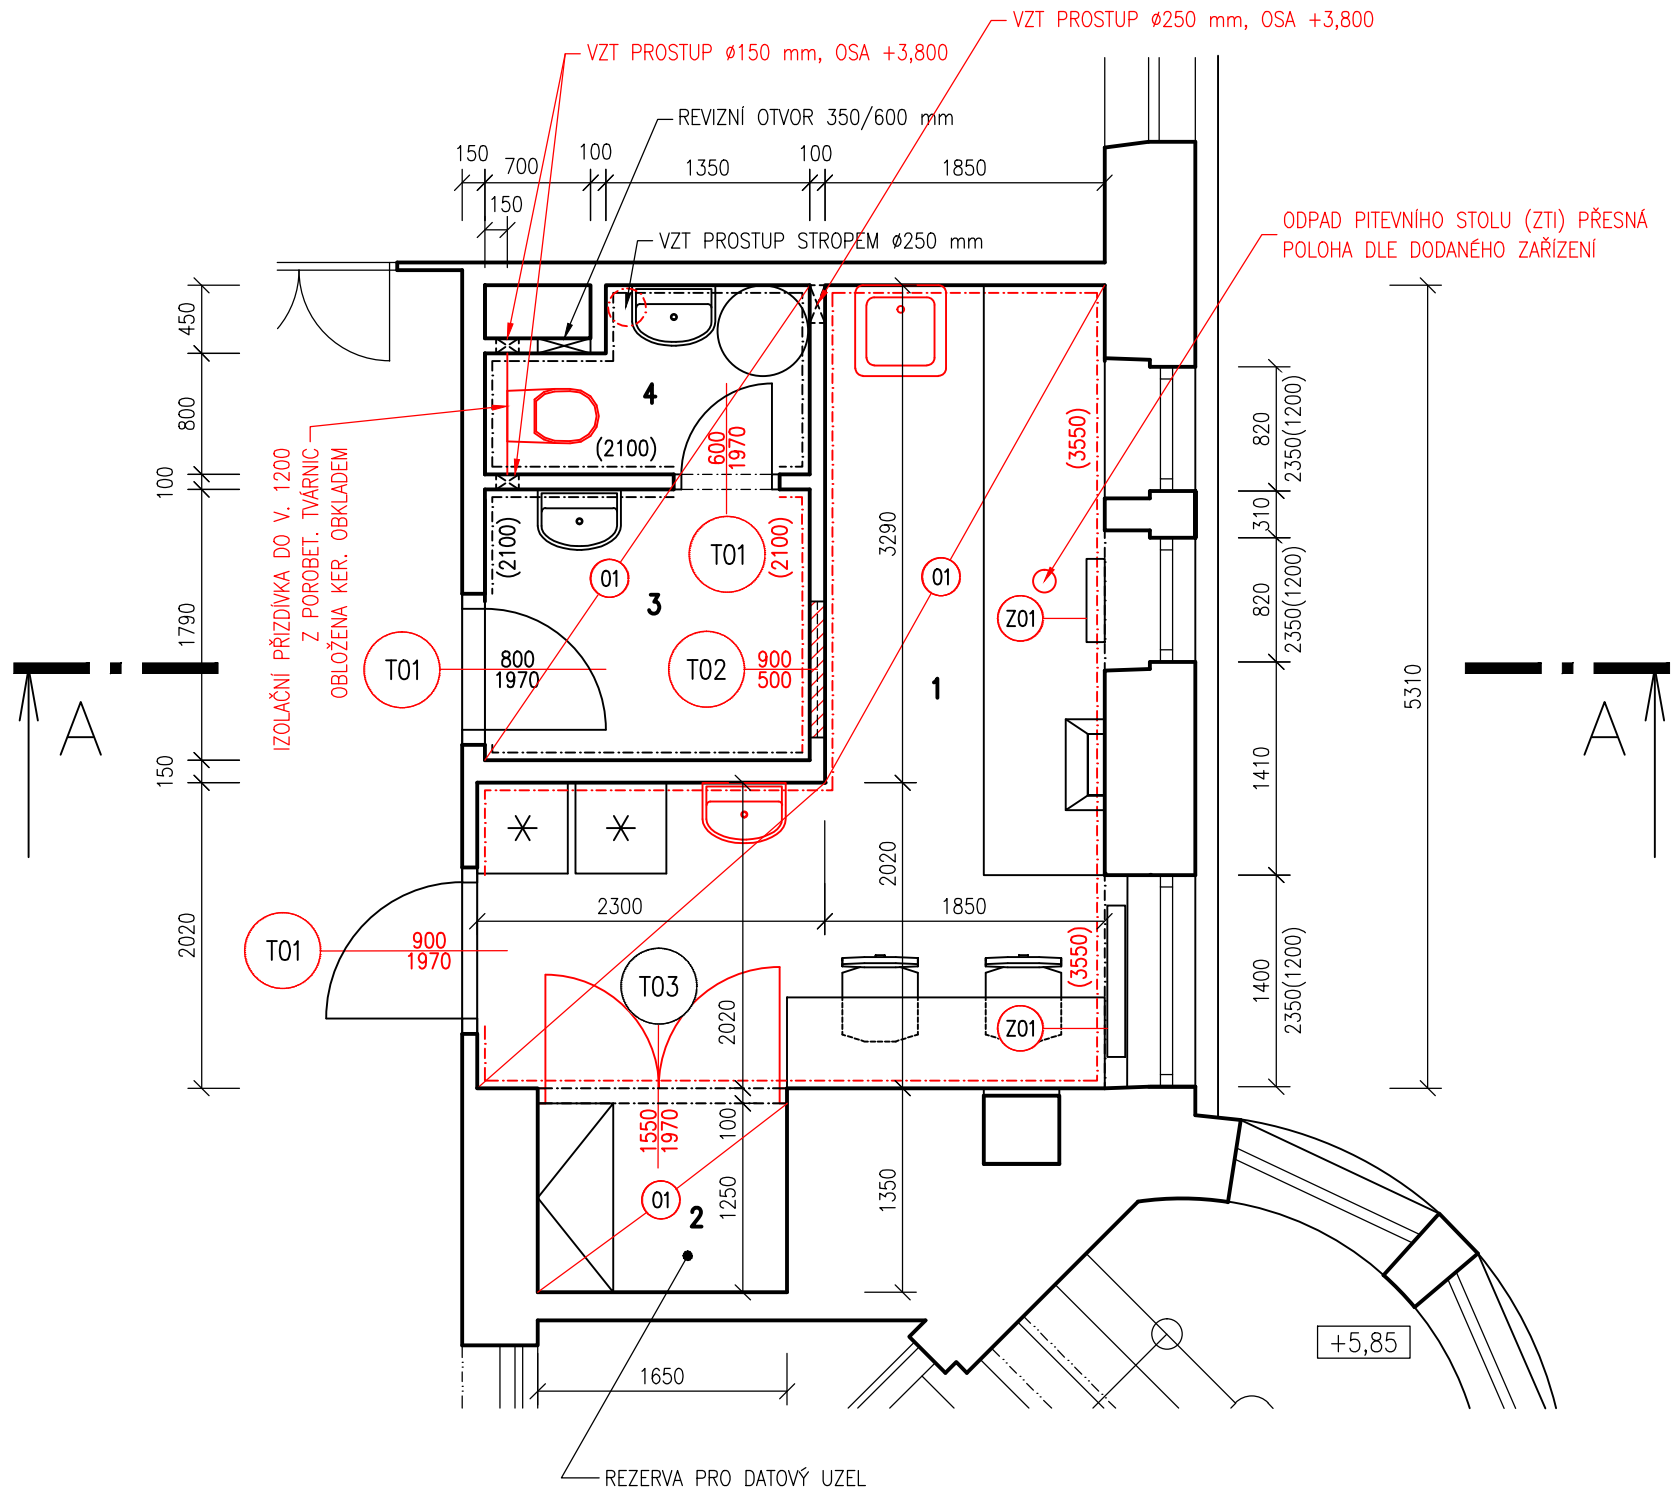 VZT PROSTUP ø250 mm, OSA +3,800
VZT PROSTUP ø150 mm, OSA +3,800
REVIZNÍ OTVOR 350/600 mm
150
700
100
1350
100
1850
150
VZT PROSTUP STROPEM ø250 mm
ODPAD PITEVNÍHO STOLU (ZTI) PŘESNÁ
POLOHA DLE DODANÉHO ZAŘÍZENÍ
450
800
100
1790
150
2020
IZOLAČNÍ PŘIZDÍVKA DO V. 1200
Z POROBET. TVÁRNIC
OBLOŽENA KER. OBKLADEM
4
(2100)
600
1970
(2100)
T01
(2100)
01
3
T01
800
1970
T02
900
500
3290
01
1
(3550)
Z01
820
2350(1200)
310
820
2350(1200)
1410
1400
2350(1200)
5310
A
A
2020
2300
1850
T01
900
1970
T03
2020
(3550)
Z01
1550
1970
100
1250
1350
01
2
1650
+5,85
REZERVA PRO DATOVÝ UZEL